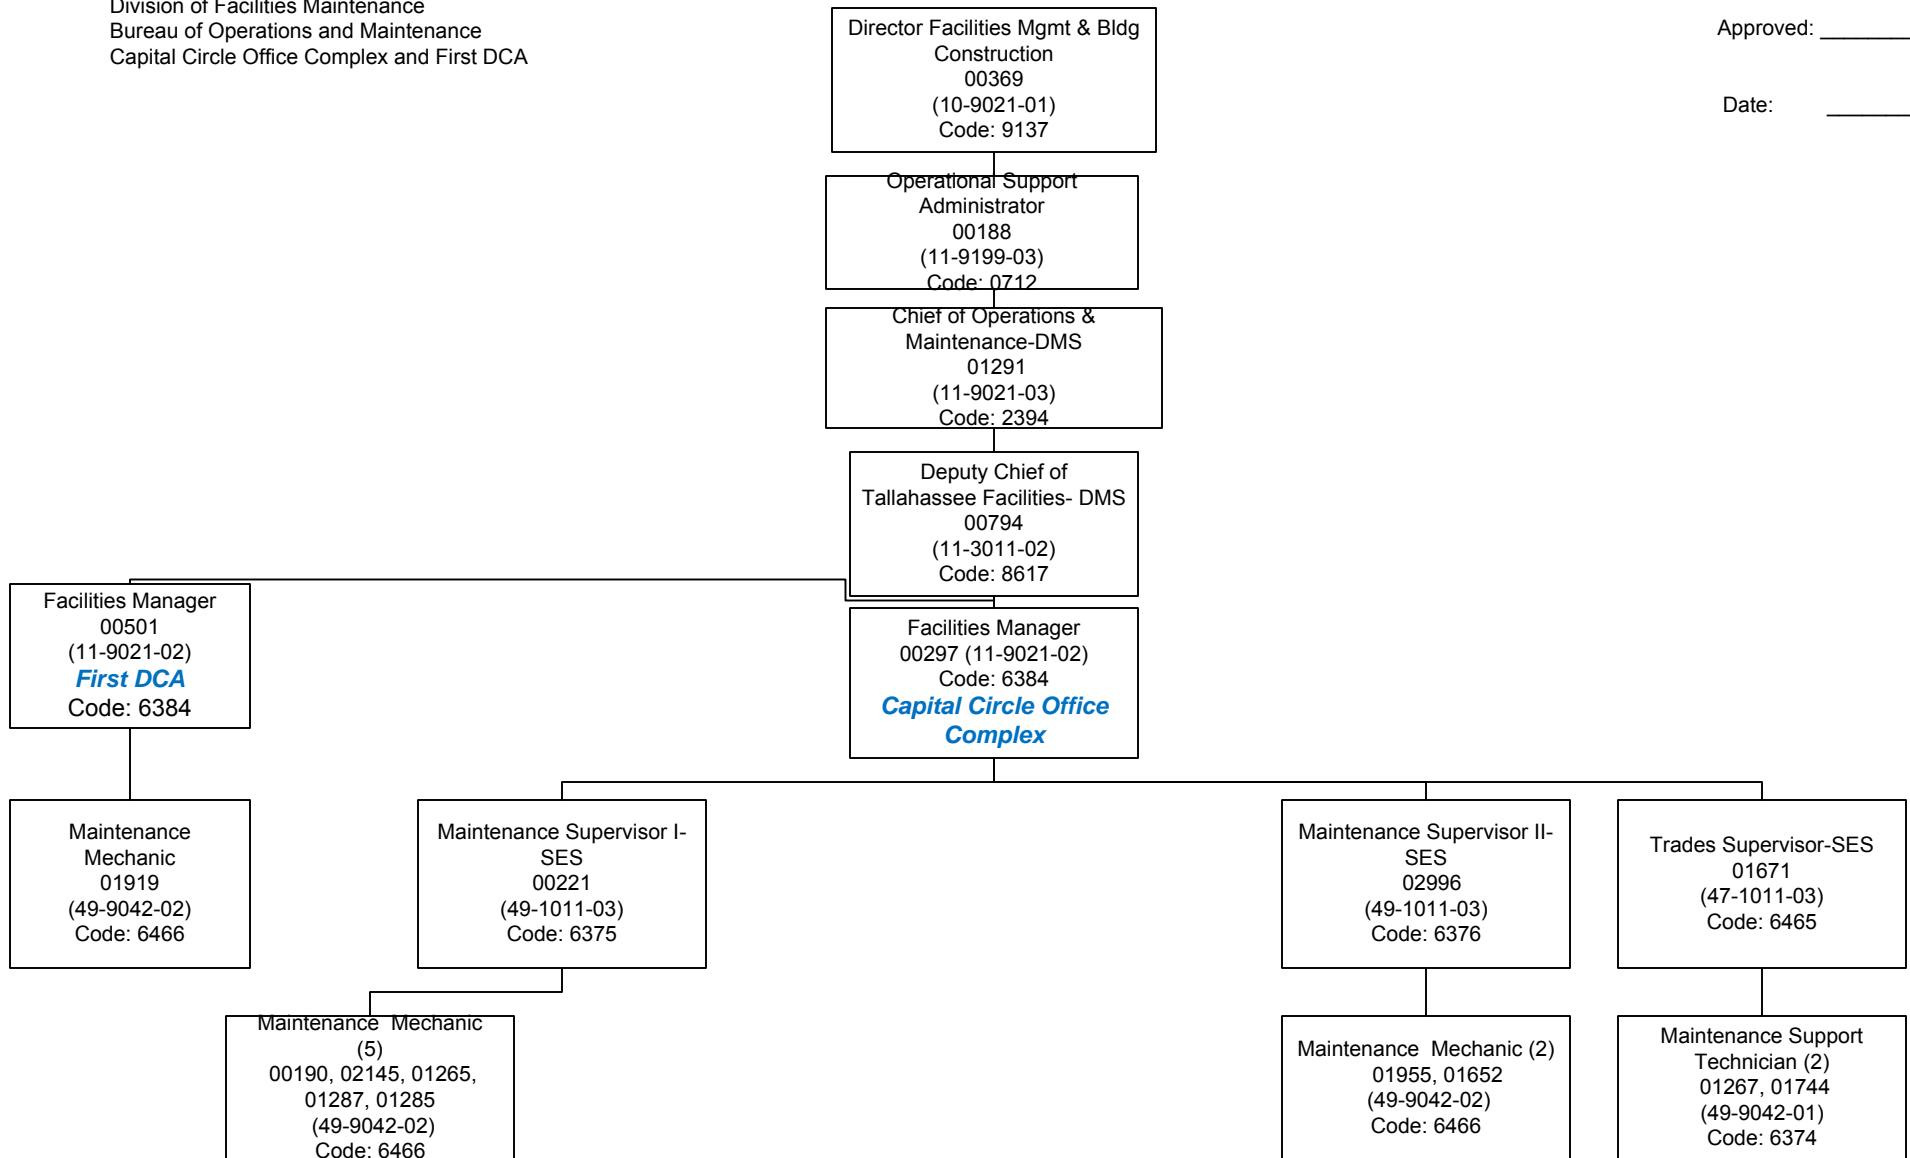 Division of Facilities Maintenance
Bureau of Operations and Maintenance
Capital Circle Office Complex and First DCA
Approved: ________
Date: _______
Director Facilities Mgmt & Bldg
Construction
00369
(10-9021-01)
Code: 9137
Operational Support
Administrator
00188
(11-9199-03)
Code: 0712
Chief of Operations &
Maintenance-DMS
01291
(11-9021-03)
Code: 2394
Deputy Chief of
Tallahassee Facilities- DMS
00794
(11-3011-02)
Code: 8617
Facilities Manager
00501
(11-9021-02)
First DCA
Code: 6384
Facilities Manager
00297 (11-9021-02)
Code: 6384
Capital Circle Office
Complex
Maintenance
Mechanic
01919
(49-9042-02)
Code: 6466
Maintenance Supervisor I-
SES
00221
(49-1011-03)
Code: 6375
Maintenance Supervisor II-
SES
02996
(49-1011-03)
Code: 6376
Trades Supervisor-SES
01671
(47-1011-03)
Code: 6465
Maintenance  Mechanic
(5)
00190, 02145, 01265,
01287, 01285
(49-9042-02)
Code: 6466
Maintenance  Mechanic (2)
01955, 01652
(49-9042-02)
Code: 6466
Maintenance Support
Technician (2)
01267, 01744
(49-9042-01)
Code: 6374